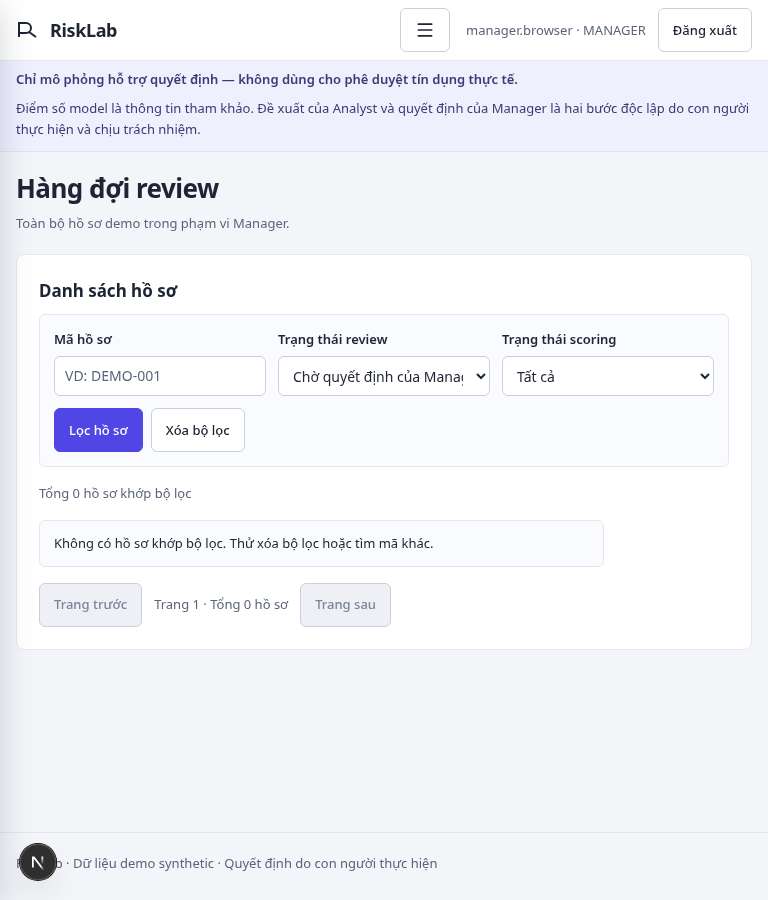 RiskLab
manager.browser · MANAGER
Đăng xuất
Chỉ mô phỏng hỗ trợ quyết định — không dùng cho phê duyệt tín dụng thực tế.
Điểm số model là thông tin tham khảo. Đề xuất của Analyst và quyết định của Manager là hai bước độc lập do con người
thực hiện và chịu trách nhiệm.
Hàng đợi review
Toàn bộ hồ sơ demo trong phạm vi Manager.
Danh sách hồ sơ
Mã hồ sơ
Trạng thái review
Trạng thái scoring
VD: DEMO-001
Chờ quyết định của
Tất cả
Lọc hồ sơ
Xóa bộ lọc
Tổng 0 hồ sơ khớp bộ lọc
Không có hồ sơ khớp bộ lọc. Thử xóa bộ lọc hoặc tìm mã khác.
Trang trước
Trang 1 · Tổng 0 hồ sơ
Trang sau
N
· Dữ liệu demo synthetic · Quyết định do con người thực hiện